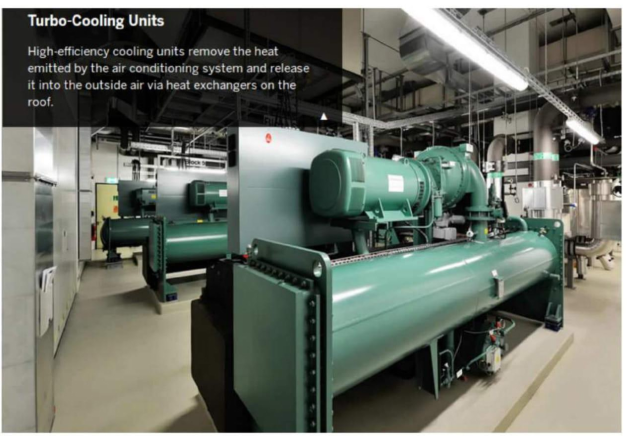 Turbo-Cooling Units
High-efficiency cooling units remove the heat
emitted by the air conditioning system and release
it into the outside air via heat exchangers on the
roof.